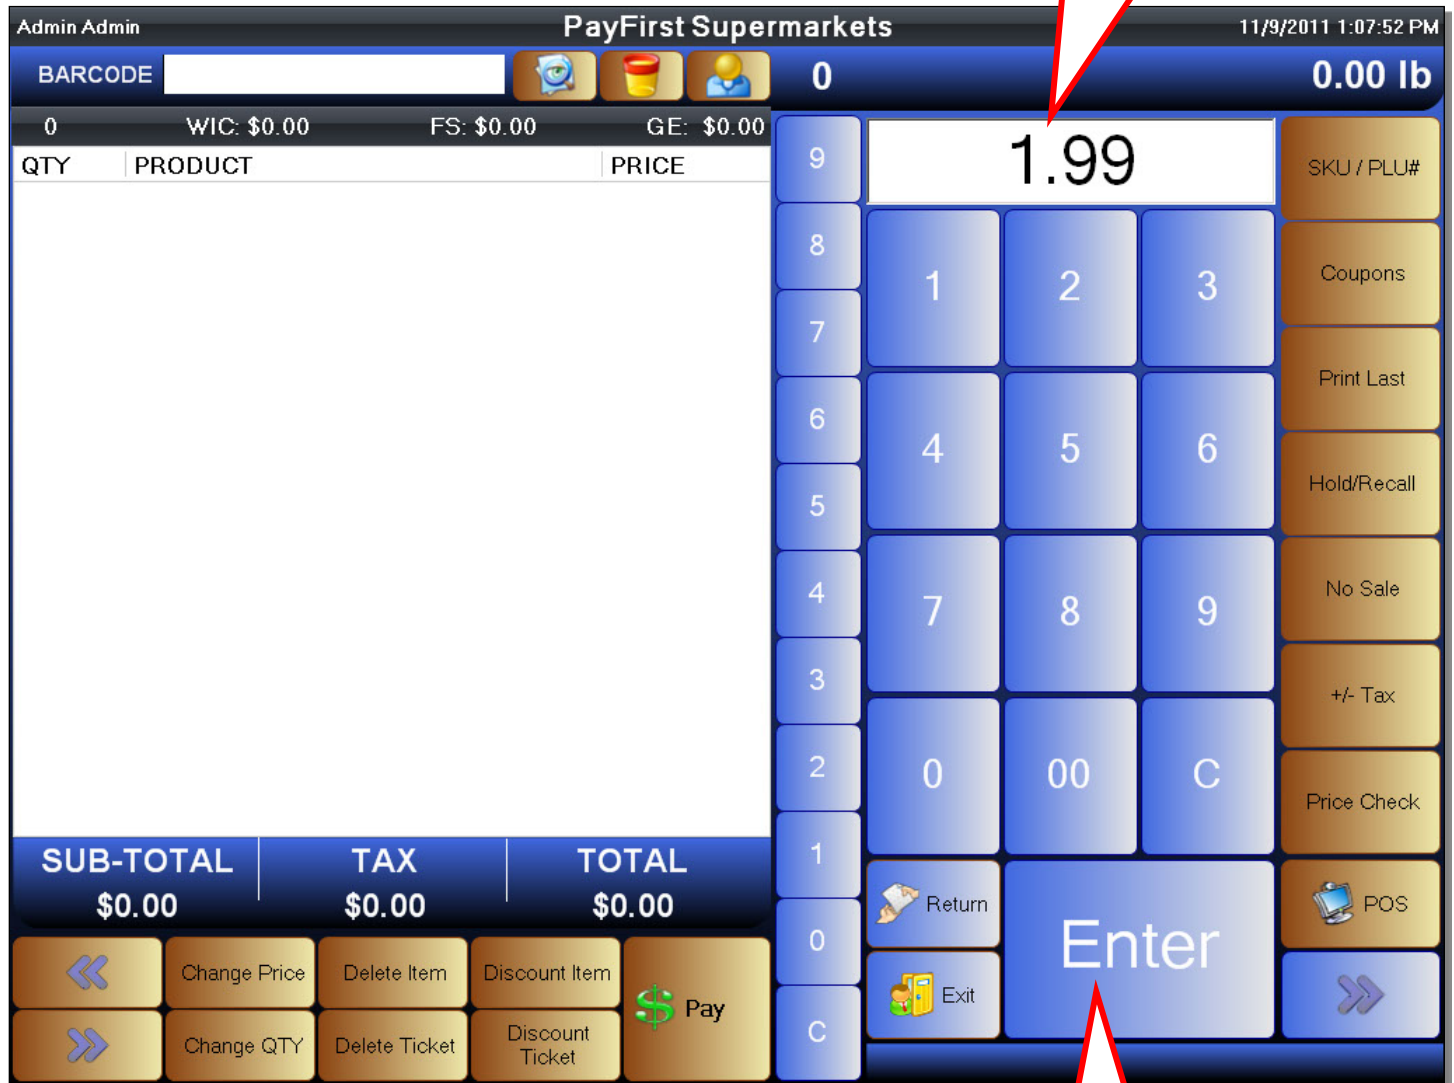 Admin Admin
PayFirst Supermarkets
11/9/2011 1:07:52 PM
BARCODE
0
0.00 lb
0 WIC: $0.00 FS: $0.00 GE: $0.00
QTY PRODUCT PRICE
SUB-TOTAL TAX TOTAL
$0.00 $0.00 $0.00
Change Price Delete Item Discount Item
Pay
Change QTY Delete Ticket Discount
Ticket
9
8
7
6
5
4
3
2
1
0
C
1.99
1 2 3
4 5 6
7 8 9
0 00 C
Return
Enter
Exit
SKU / PLU#
Coupons
Print Last
Hold/Recall
No Sale
+/- Tax
Price Check
POS